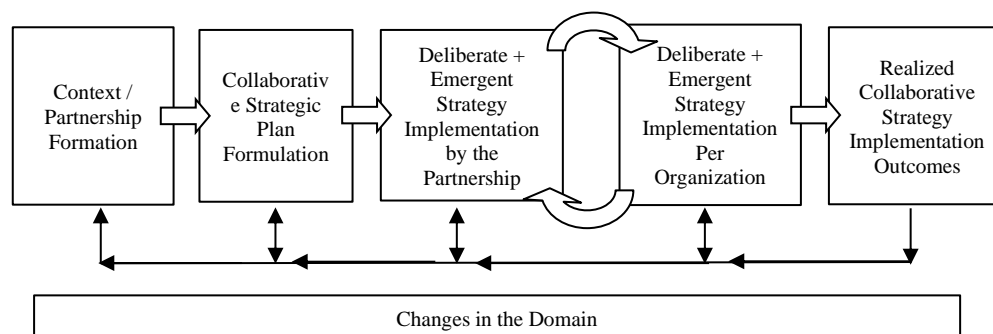 Context /
Partnership
Formation
Collaborativ
e Strategic
Plan
Formulation
Deliberate +
Emergent
Strategy
Implementation
by the
Partnership
Deliberate +
Emergent
Strategy
Implementation
Per
Organization
Realized
Collaborative
Strategy
Implementation
Outcomes
Changes in the Domain